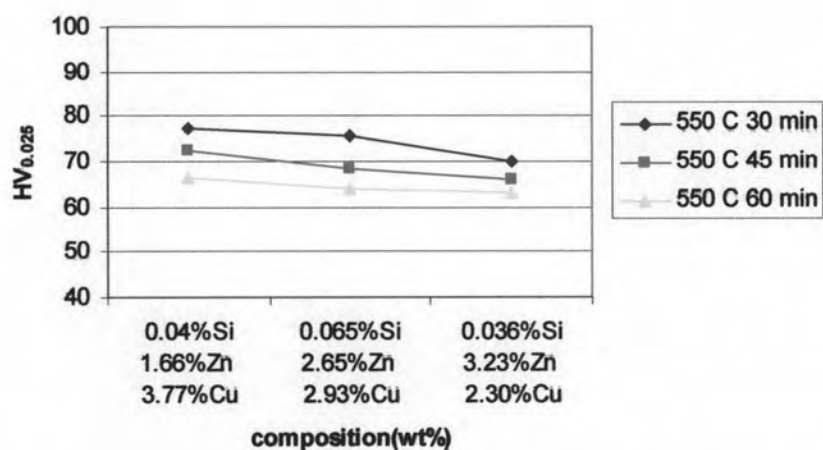 100
90
80
70
60
50
40
HV0.025
0.04%Si
1.66%Zn
3.77%Cu
0.065%Si
2.65%Zn
2.93%Cu
0.036%Si
3.23%Zn
2.30%Cu
composition(wt%)
550 C 30 min
550 C 45 min
550 C 60 min